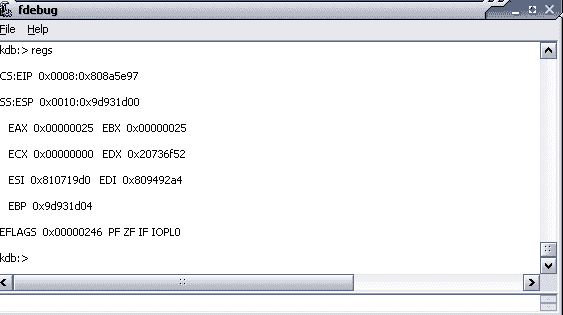 fdebug
File Help
kdb:> regs
CS:EIP 0x0008:0x808a5e97
SS:ESP 0x0010:0x9d931d00
EAX 0x00000025 EBX 0x00000025
ECX 0x00000000 EDX 0x20736f52
ESI 0x810719d0 EDI 0x809492a4
EBP 0x9d931d04
EFLAGS 0x00000246 PF ZF IF IOPL0
kdb:>